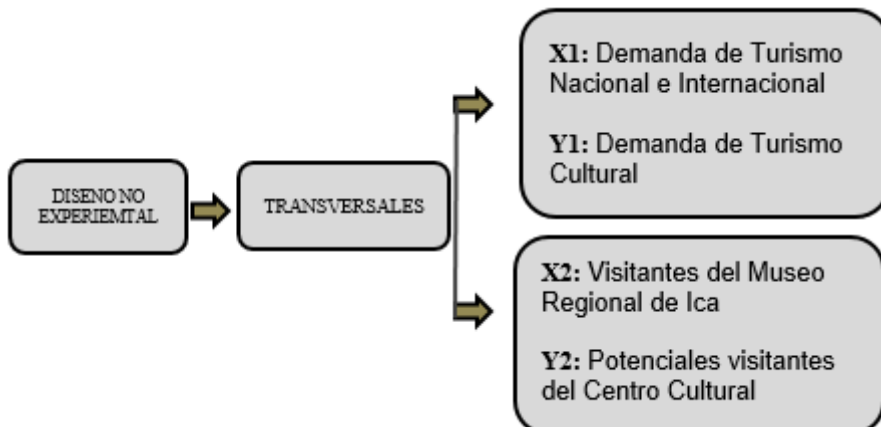 DISENO NO
EXPERIEMTAL
TRANSVERSALES
X1: Demanda de Turismo
Nacional e Internacional
Y1: Demanda de Turismo
Cultural
X2: Visitantes del Museo
Regional de Ica
Y2: Potenciales visitantes
del Centro Cultural